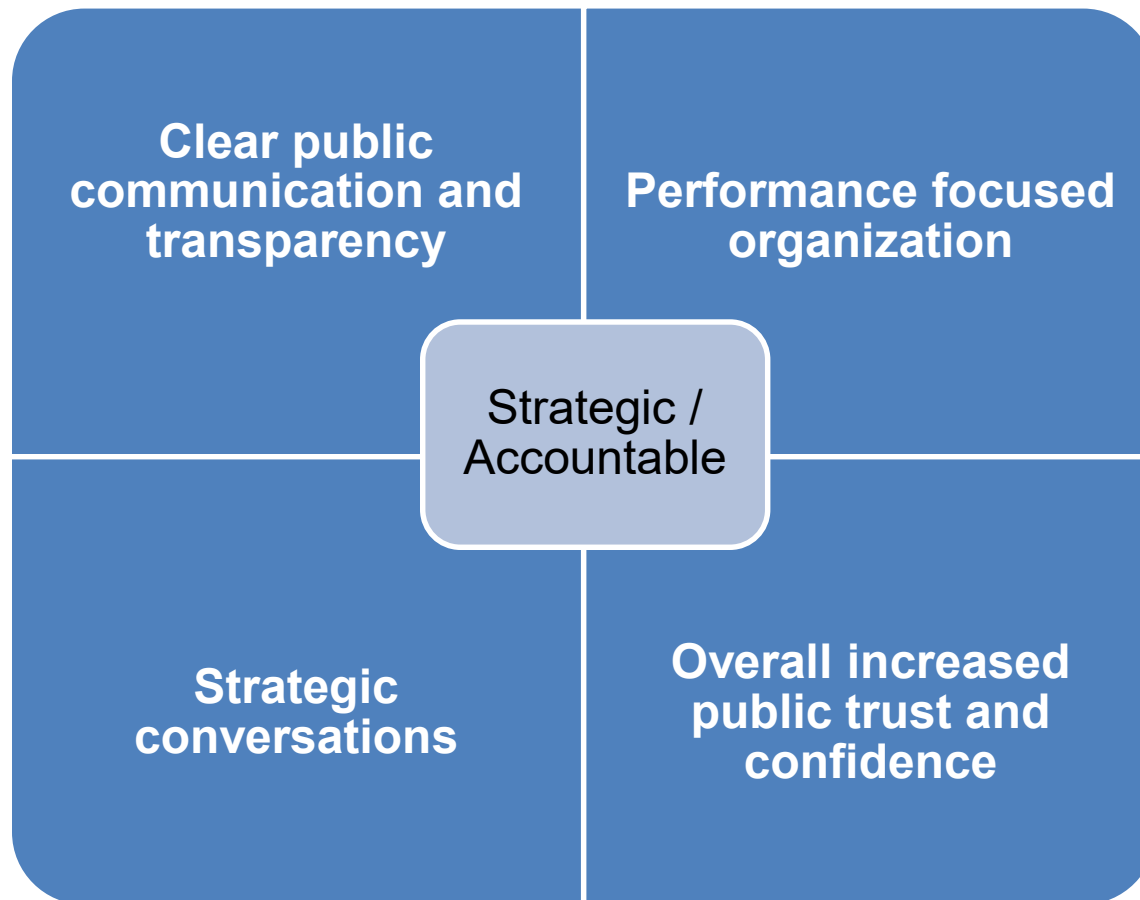 Clear public
communication and
transparency
Performance focused
organization
Strategic /
Accountable
Strategic
conversations
Overall increased
public trust and
confidence